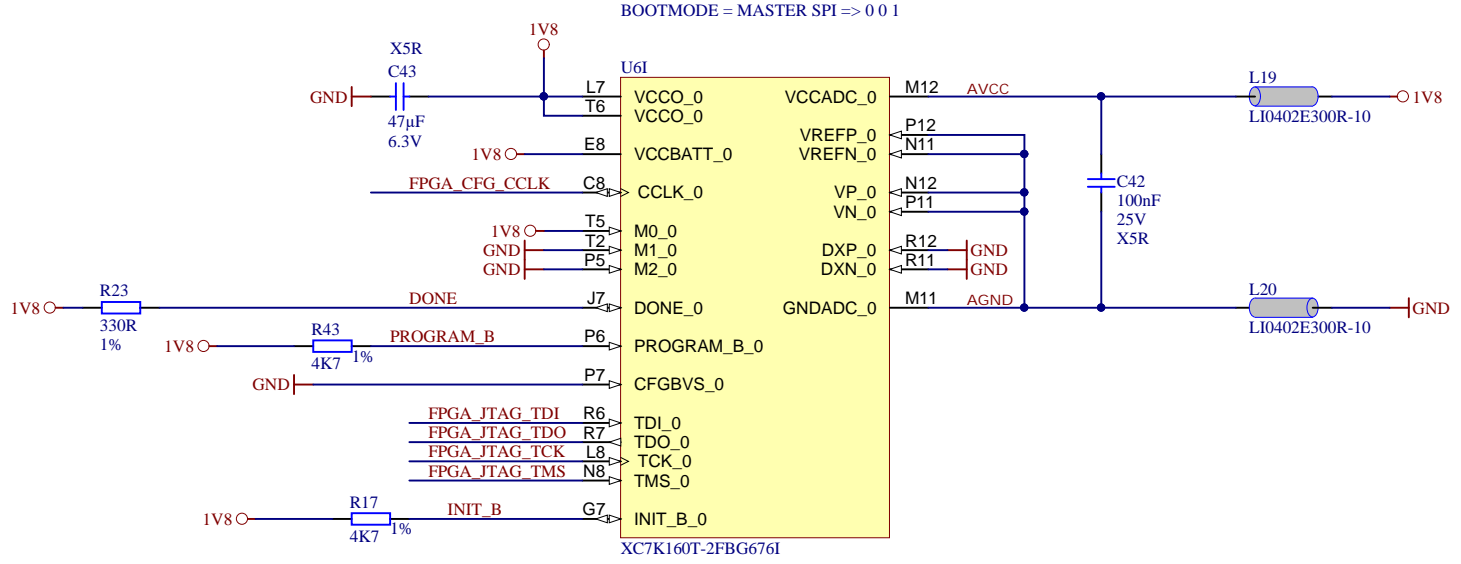 BOOTMODE = MASTER SPI => 0 0 1
1V8
X5R
C43
47µF
6.3V
GND
U6I
L7 VCCO_0
T6 VCCO_0
1V8 E8 VCCBATT_0
FPGA_CFG_CCLK C8 CCLK_0
1V8 T5 M0_0
GND T2 M1_0
GND P5 M2_0
1V8 R23 330R 1% DONE J7 DONE_0
1V8 R43 4K7 1% PROGRAM_B P6 PROGRAM_B_0
GND P7 CFGBVS_0
FPGA_JTAG_TDI R6 TDI_0
FPGA_JTAG_TDO R7 TDO_0
FPGA_JTAG_TCK L8 TCK_0
FPGA_JTAG_TMS N8 TMS_0
1V8 R17 4K7 1% INIT_B G7 INIT_B_0
XC7K160T-2FBG676I
VCCADC_0 M12 AVCC
L19
LI0402E300R-10
1V8
VREFP_0 P12
VREFN_0 N11
VP_0 N12
VN_0 P11
C42
100nF
25V
X5R
DXP_0 R12 GND
DXN_0 R11 GND
GNDADC_0 M11 AGND
L20
LI0402E300R-10
GND